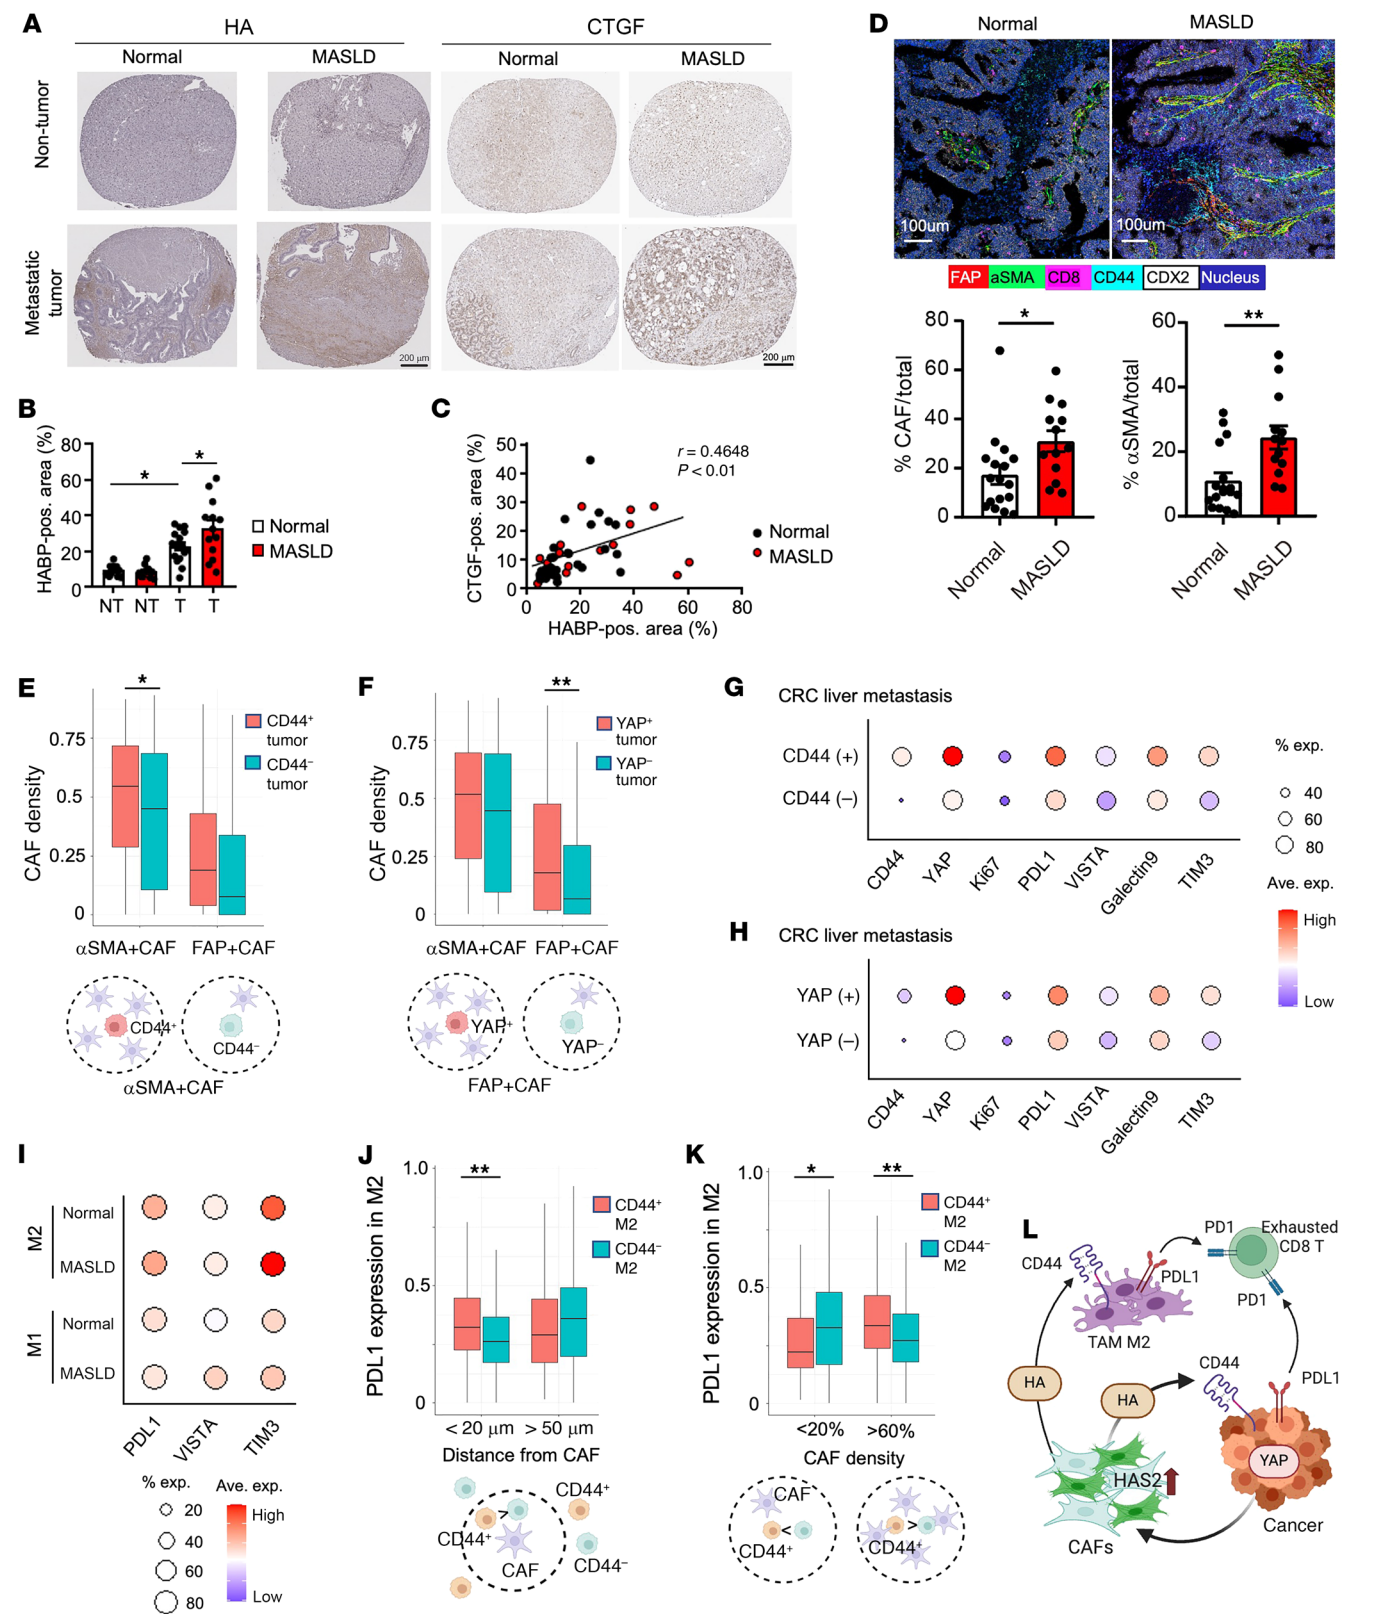 A
HA
CTGF
Normal
MASLD
Normal
MASLD
Non-tumor
Metastatic
tumor
200 µm
200 µm
B
HABP-pos. area (%)
80
60
40
20
0
*
*
NT
NT
T
T
Normal
MASLD
C
CTGF-pos. area (%)
50
40
30
20
10
0
r = 0.4648
P < 0.01
0
20
40
60
80
HABP-pos. area (%)
Normal
MASLD
D
Normal
MASLD
100um
100um
FAP
aSMA
CD8
CD44
CDX2
Nucleus
% CAF/total
80
60
40
20
0
*
Normal
MASLD
% αSMA/total
60
40
20
0
**
Normal
MASLD
E
CAF density
0.75
0.5
0.25
0
*
CD44+
tumor
CD44–
tumor
αSMA+CAF
FAP+CAF
CD44+
CD44–
αSMA+CAF
F
CAF density
0.75
0.5
0.25
0
**
YAP+
tumor
YAP–
tumor
αSMA+CAF
FAP+CAF
YAP+
YAP–
FAP+CAF
G
CRC liver metastasis
CD44 (+)
CD44 (–)
CD44
YAP
Ki67
PDL1
VISTA
Galectin9
TIM3
% exp.
40
60
80
Ave. exp.
High
Low
H
CRC liver metastasis
YAP (+)
YAP (–)
CD44
YAP
Ki67
PDL1
VISTA
Galectin9
TIM3
I
M2
Normal
MASLD
M1
Normal
MASLD
PDL1
VISTA
TIM3
% exp.
20
40
60
80
Ave. exp.
High
Low
J
PDL1 expression in M2
1.0
0.5
0
**
CD44+
M2
CD44–
M2
< 20 µm
> 50 µm
Distance from CAF
CD44+
>
CD44+
CAF
CD44–
K
PDL1 expression in M2
1.0
0.5
0
*
**
CD44+
M2
CD44–
M2
<20%
>60%
CAF density
CAF
<
CD44+
>
CD44+
L
CD44
PD1
Exhausted
CD8 T
PDL1
PD1
TAM M2
HA
HA
CD44
PDL1
YAP
HAS2
CAFs
Cancer